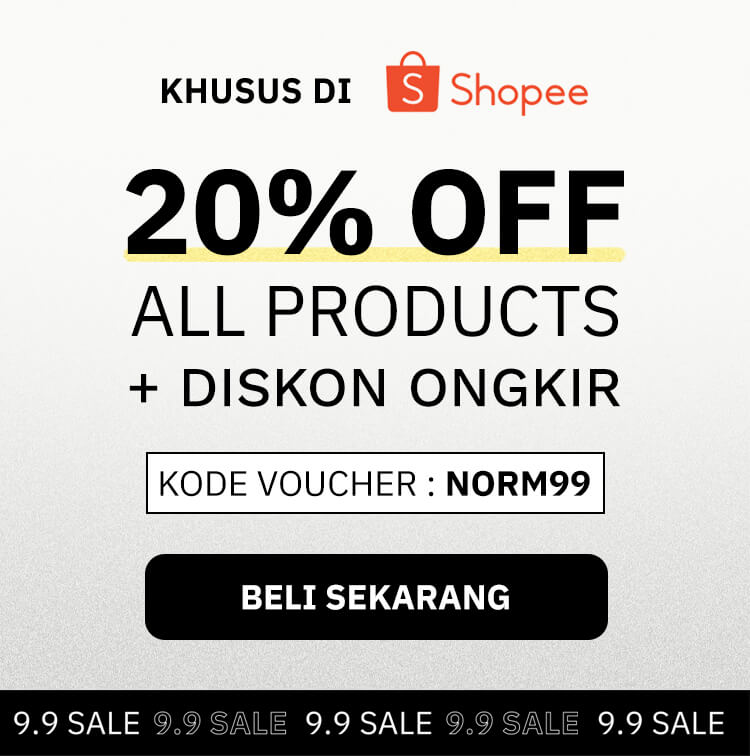 KHUSUS DI Shopee
20% OFF
ALL PRODUCTS
+ DISKON ONGKIR
KODE VOUCHER : NORM99
BELI SEKARANG
9.9 SALE 9.9 SALE 9.9 SALE 9.9 SALE 9.9 SALE